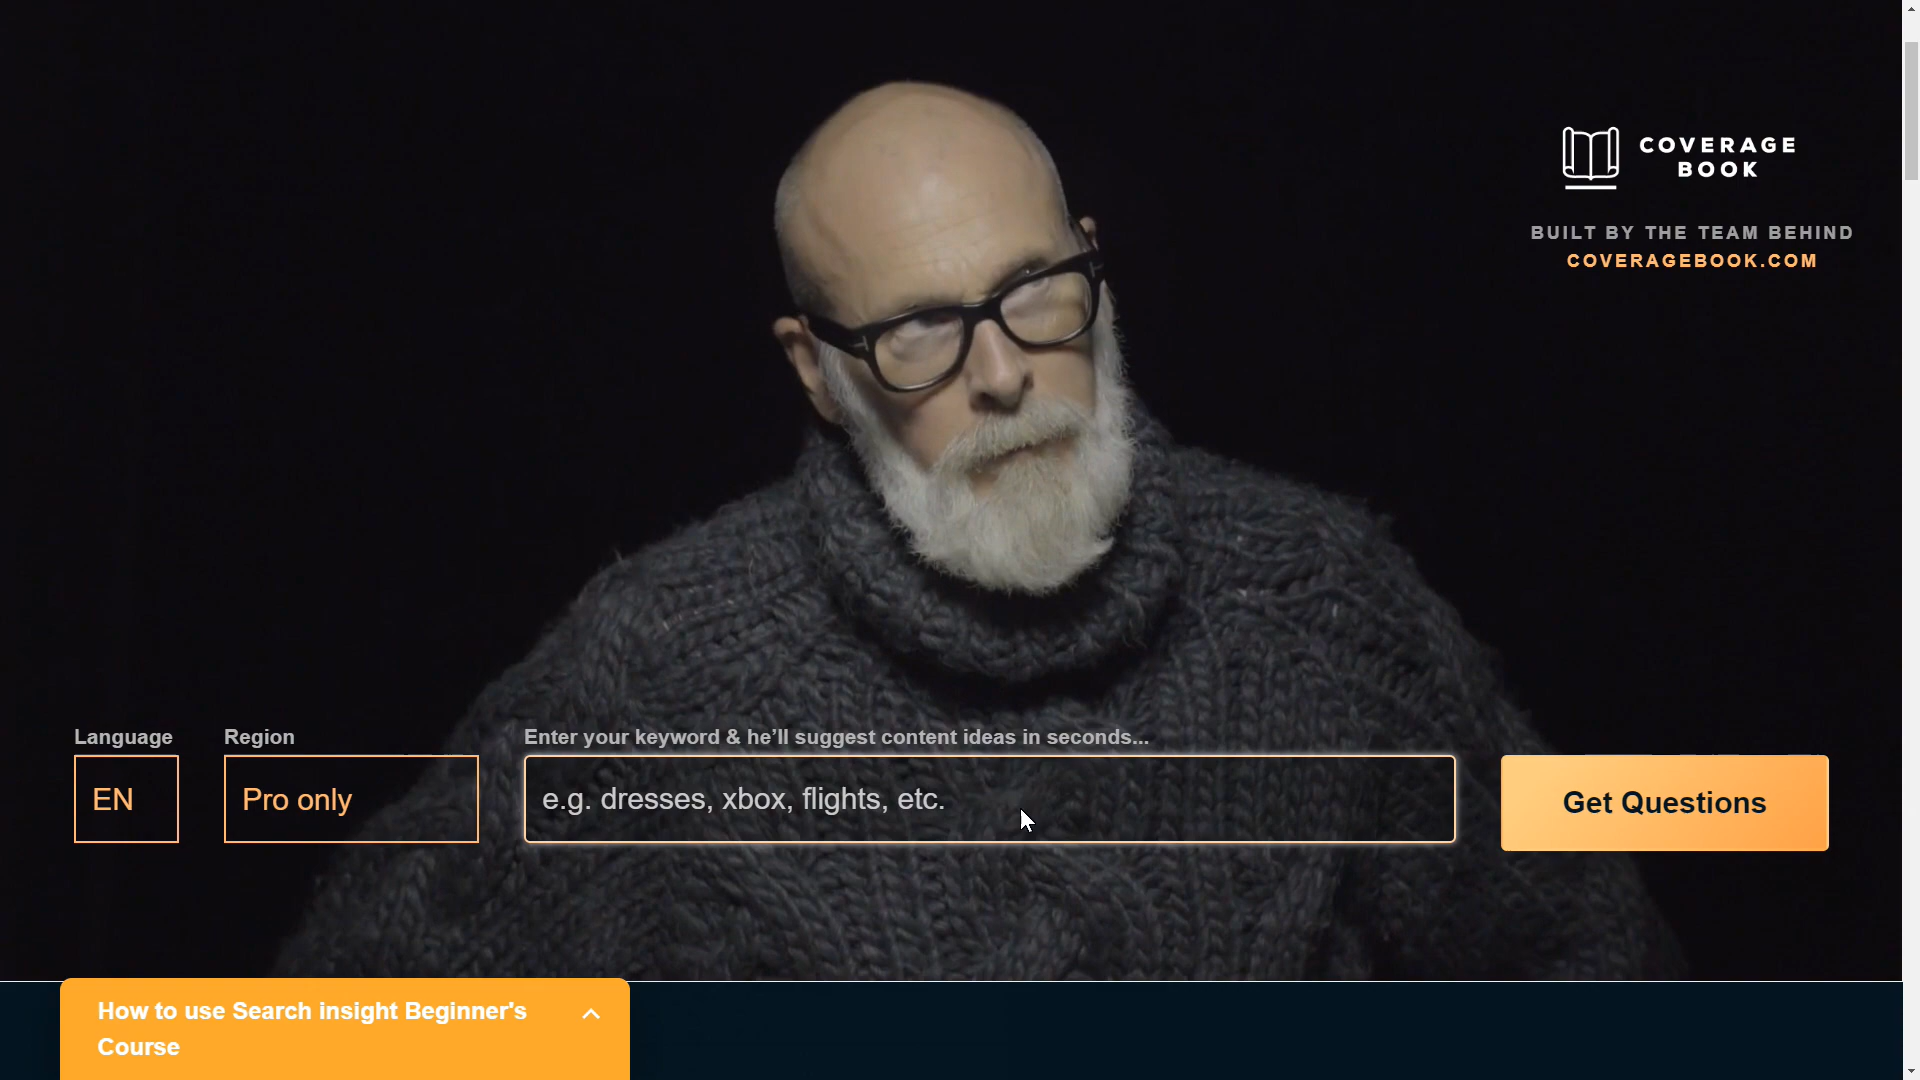 COVERAGE
BOOK
BUILT BY THE TEAM BEHIND
COVERAGEBOOK.COM
Language
Region
Enter your keyword & he’ll suggest content ideas in seconds...
EN
Pro only
e.g. dresses, xbox, flights, etc.
Get Questions
How to use Search insight Beginner's
Course